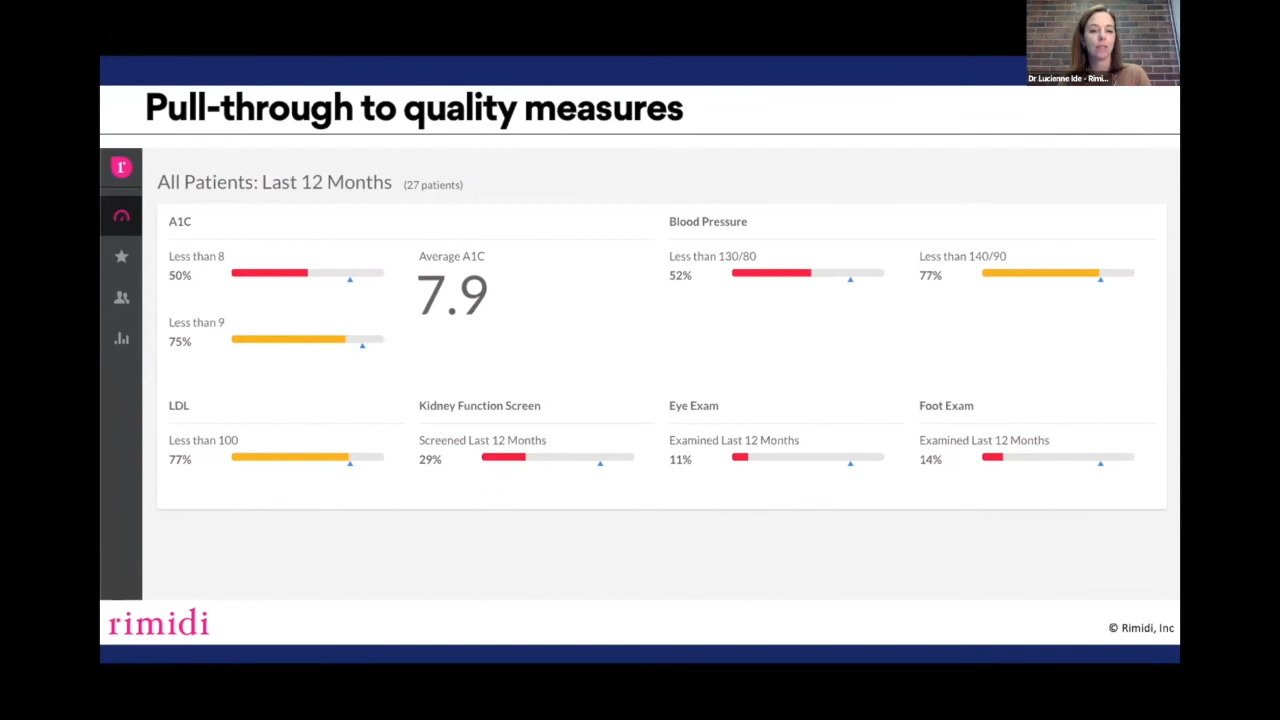 Dr Lucienne Ide - Rimi...
Pull-through to quality measures
r
All Patients: Last 12 Months (27 patients)
A1C
Less than 8
50%
Average A1C
7.9
Less than 9
75%
Blood Pressure
Less than 130/80
52%
Less than 140/90
77%
LDL
Less than 100
77%
Kidney Function Screen
Screened Last 12 Months
29%
Eye Exam
Examined Last 12 Months
11%
Foot Exam
Examined Last 12 Months
14%
rimidi
© Rimidi, Inc